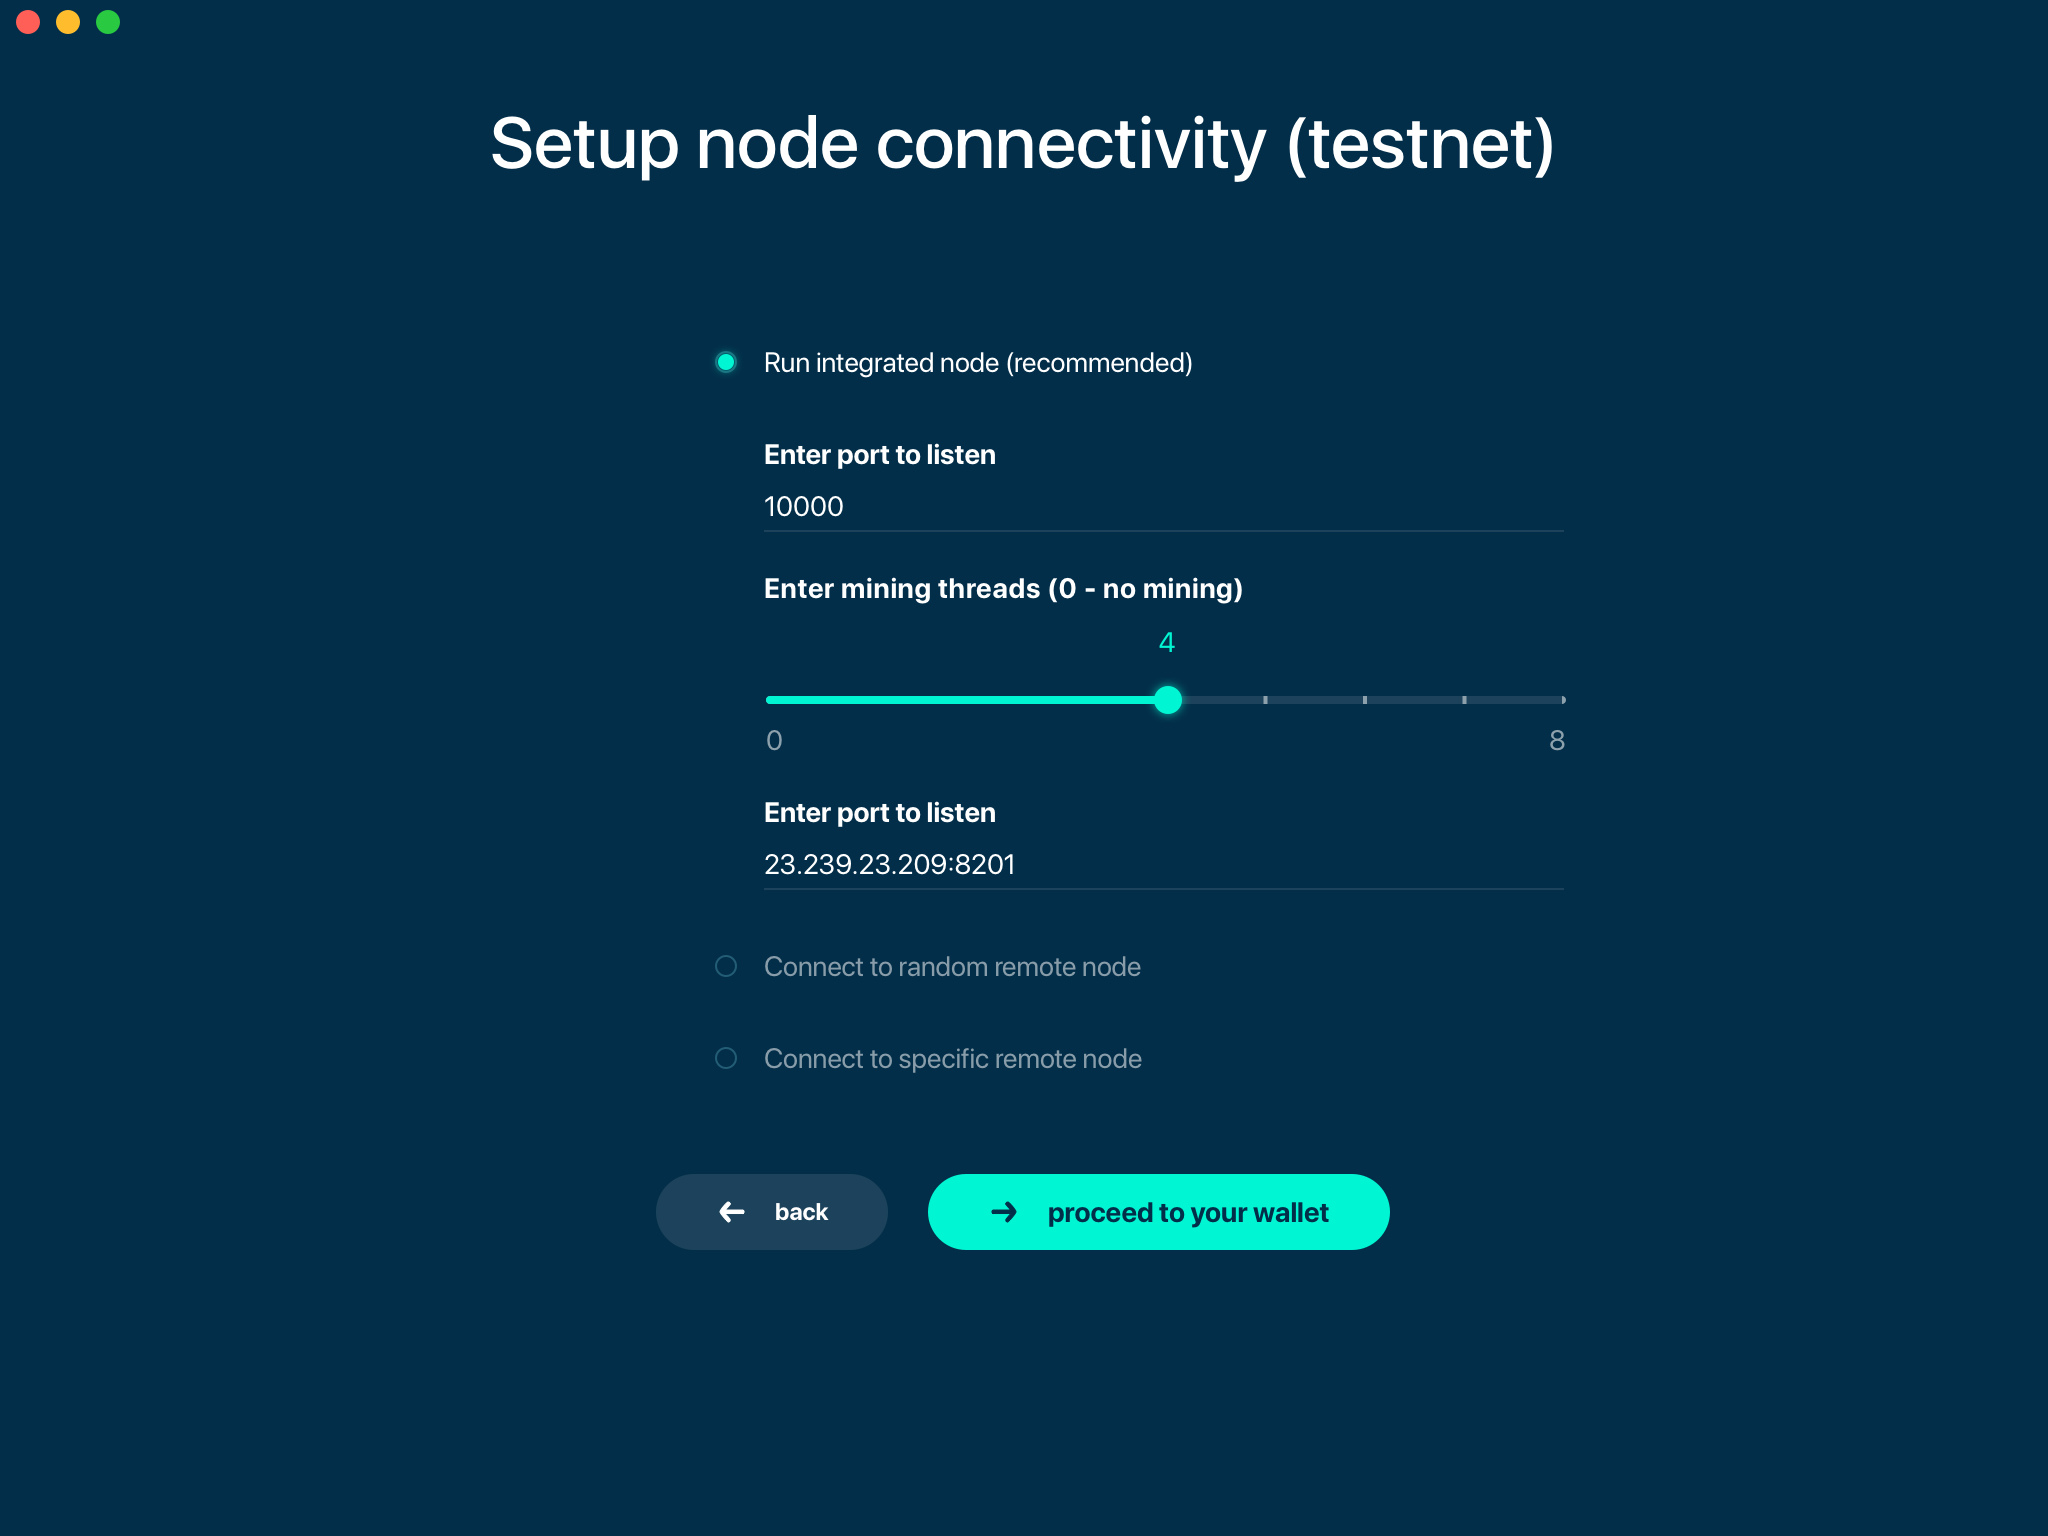 Setup node connectivity (testnet)
Run integrated node (recommended)
Enter port to listen
10000
Enter mining threads (0 - no mining)
4
0 8
Enter port to listen
23.239.23.209:8201
Connect to random remote node
Connect to specific remote node
back
proceed to your wallet